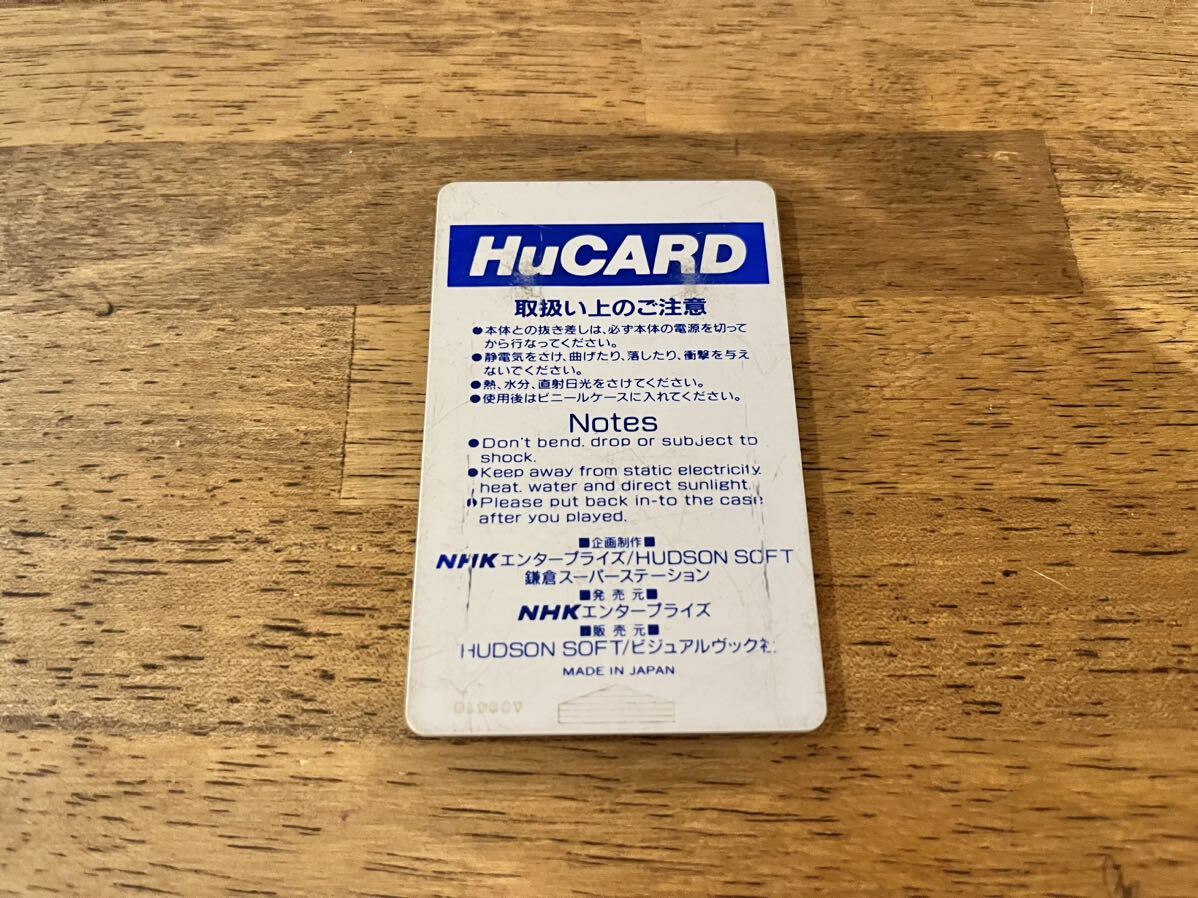 HuCARD
取扱い上のご注意
●本体との抜き差しは、必ず本体の電源を切って
から行なってください。
●静電気をさけ、曲げたり、落したり、衝撃を与え
ないでください。
●熱、水分、直射日光をさけてください。
●使用後はビニールケースに入れてください。
Notes
●Don't bend, drop or subject to
shock.
●Keep away from static electricity,
heat, water and direct sunlight.
●Please put back in-to the case
after you played.
■企画制作■
NHKエンタープライズ/HUDSON SOFT
鎌倉スーパーステーション
■発売元■
NHKエンタープライズ
■販売元■
HUDSON SOFT/ビジュアルヴック社
MADE IN JAPAN